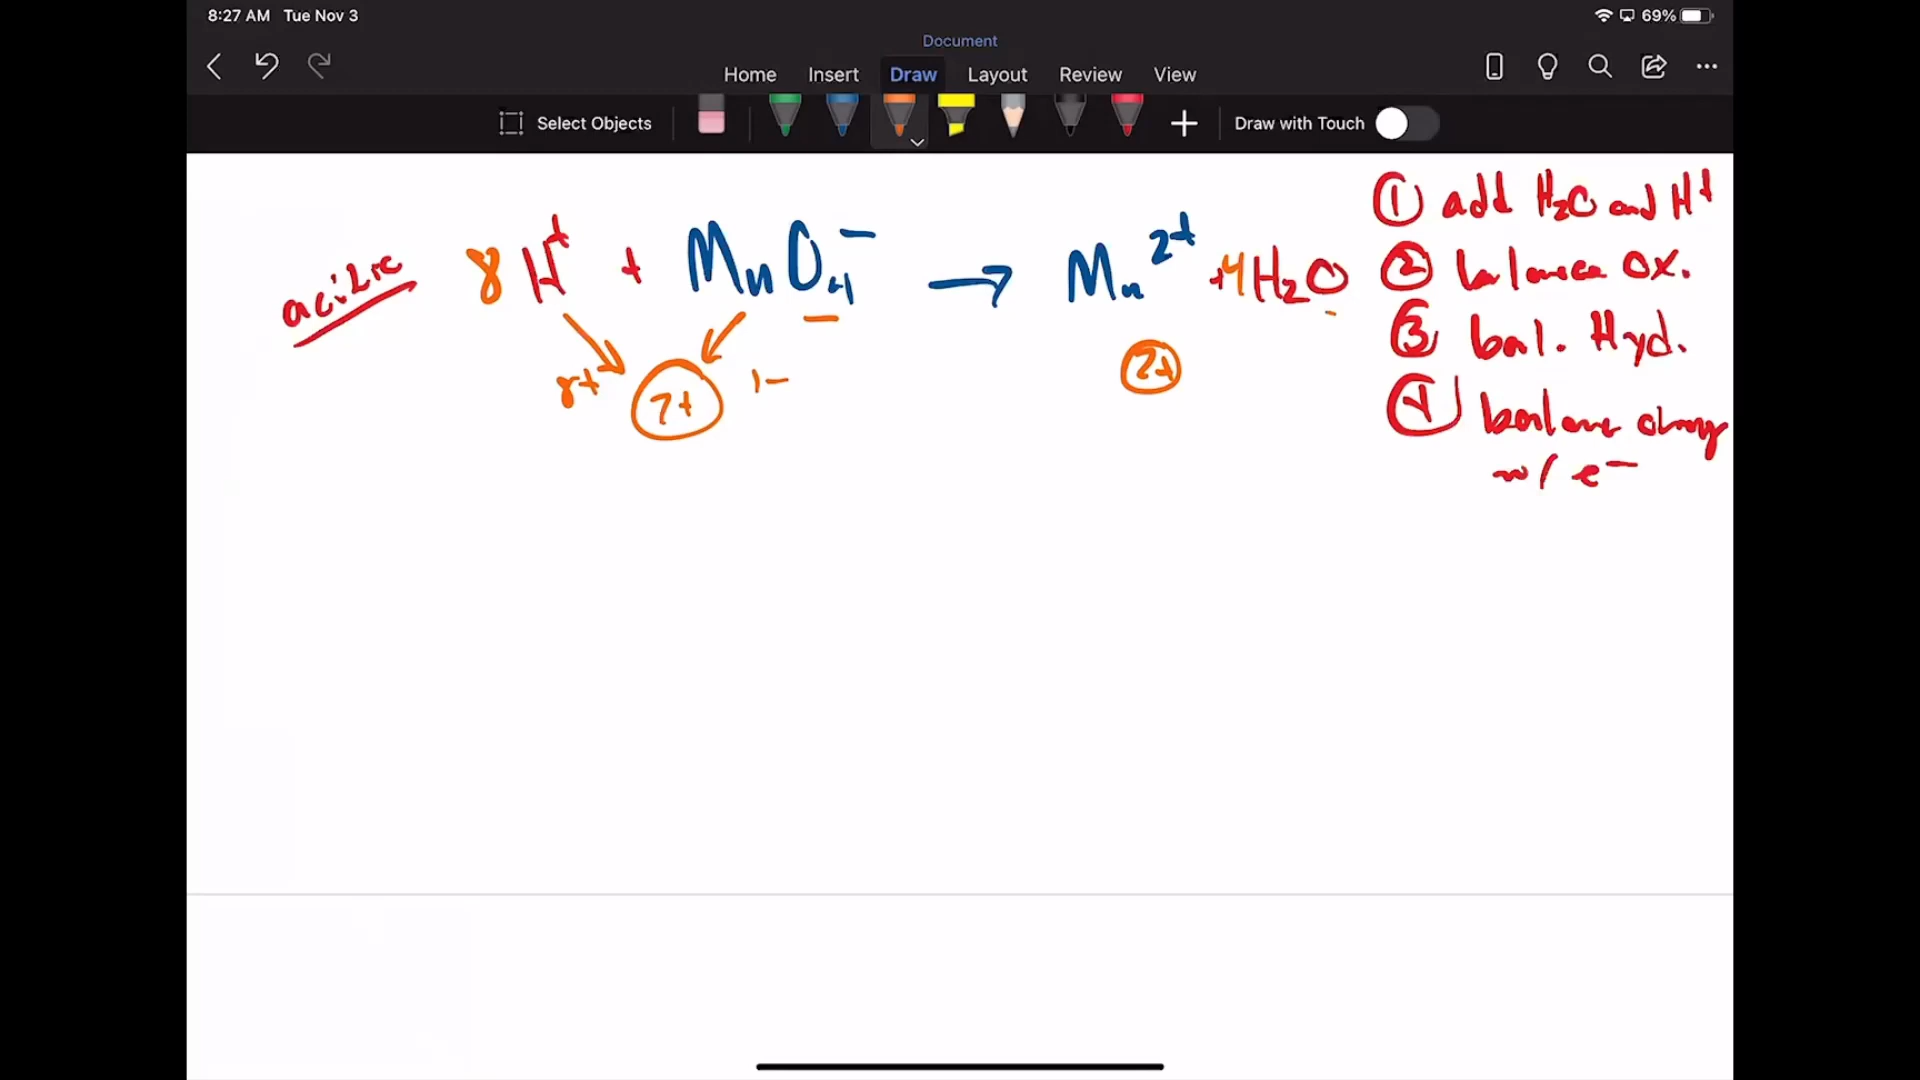 8:27 AM Tue Nov 3
69%
Document
Home Insert Draw Layout Review View
Select Objects
Draw with Touch
acidic 8 H⁺ + MnO₄⁻ → Mn²⁺ + 4H₂O
8+ 7+ 1- 2+
① add H₂O and H⁺
② balance Ox.
③ bal. Hyd.
④ balance charge
w/ e⁻